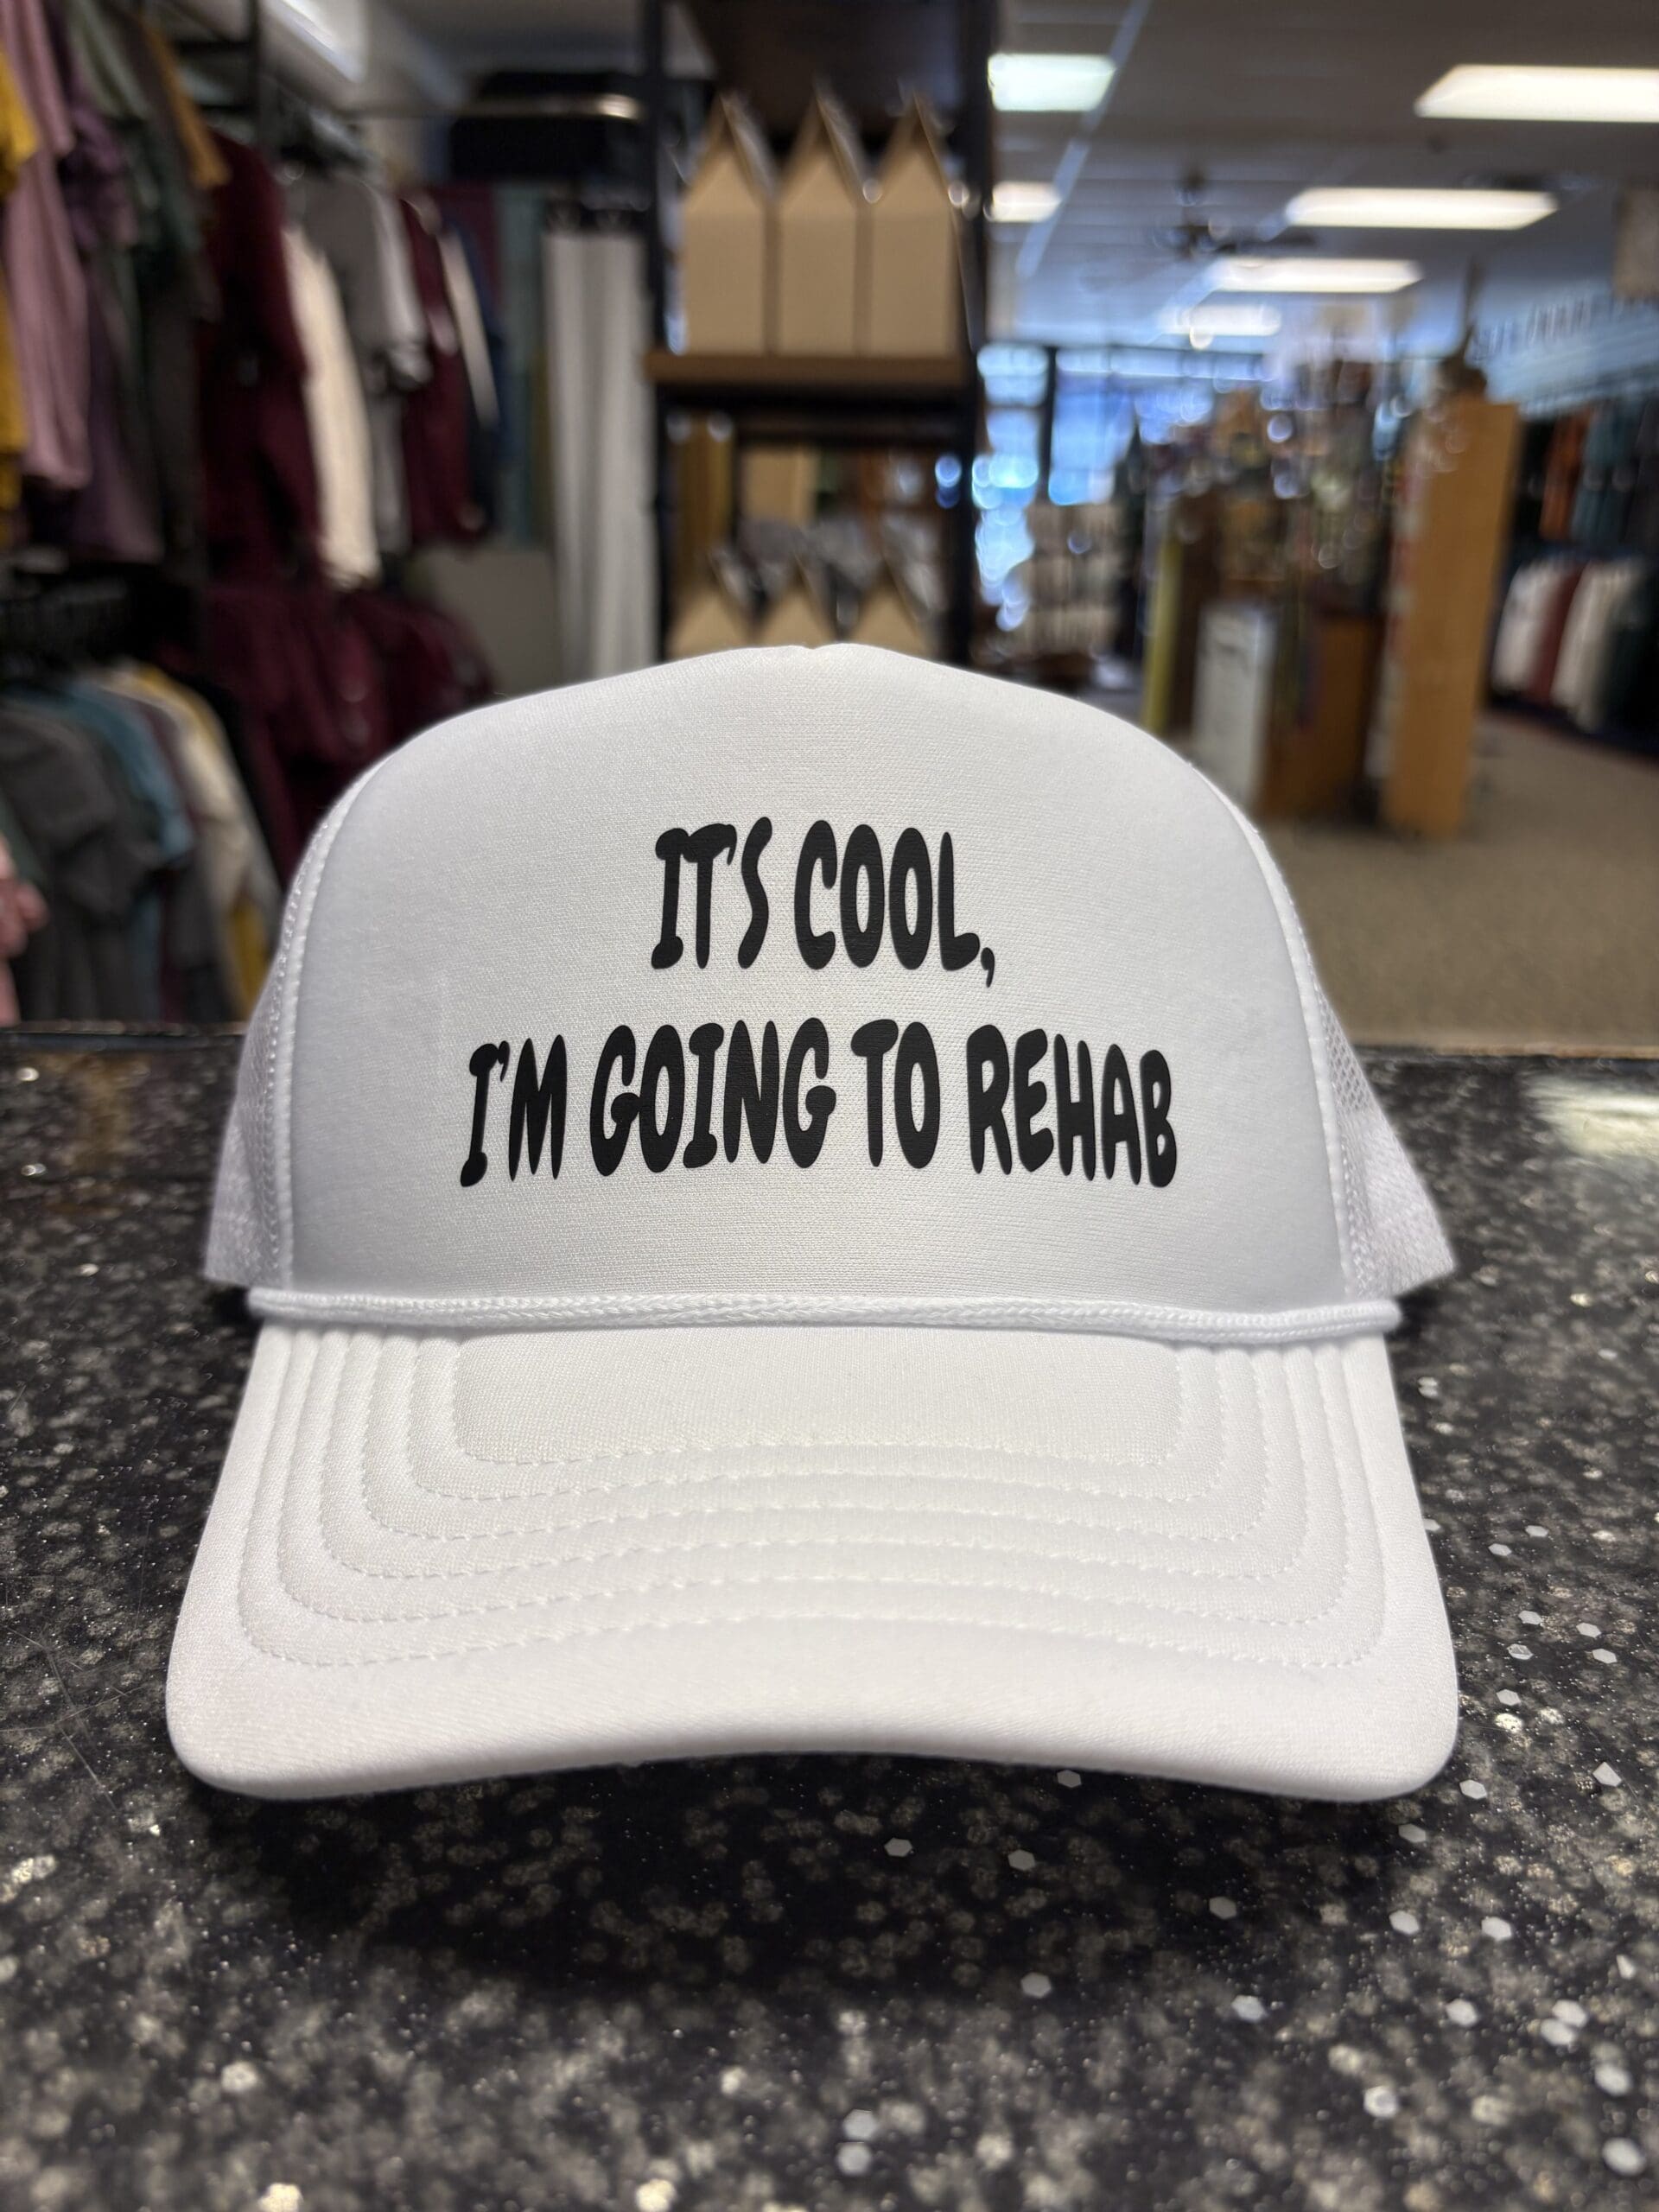 IT'S COOL,
I'M GOING TO REHAB